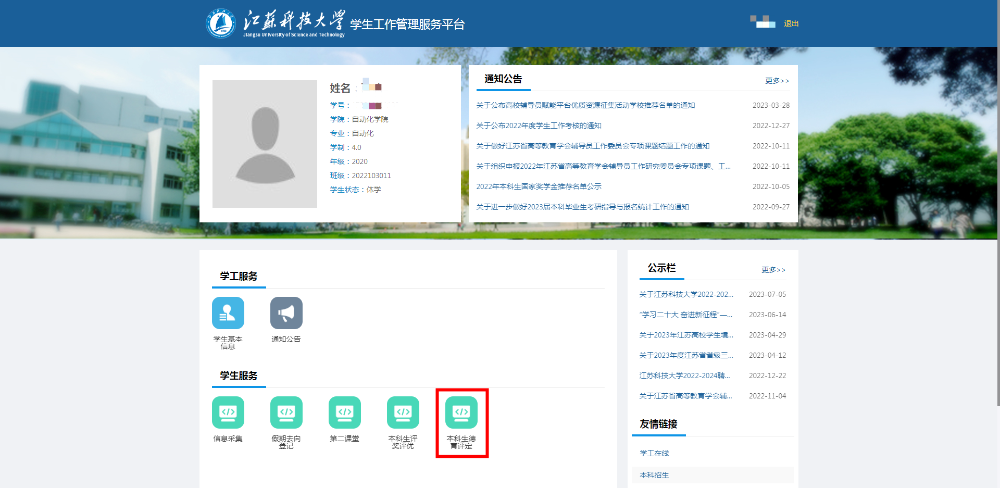 江蘇科技大学
Jiangsu University of Science and Technology
学生工作管理服务平台
退出
姓名
学号：
学院：自动化学院
专业：自动化
学制：4.0
年级：2020
班级：2022103011
学生状态：休学
通知公告
更多>>
关于公布高校辅导员赋能平台优质资源征集活动学校推荐名单的通知 2023-03-28
关于公布2022年度学生工作考核的通知 2022-12-27
关于做好江苏省高等教育学会辅导员工作委员会专项课题结题工作的通知 2022-10-11
关于组织申报2022年江苏省高等教育学会辅导员工作研究委员会专项课题、工... 2022-10-11
2022年本科生国家奖学金推荐名单公示 2022-10-05
关于进一步做好2023届本科毕业生考研指导与报名统计工作的通知 2022-09-27
学工服务
学生基本
信息
通知公告
学生服务
信息采集
假期去向
登记
第二课堂
本科生评
奖评优
本科生德
育评定
公示栏
更多>>
关于江苏科技大学2022-202... 2023-07-05
“学习二十大 奋进新征程”—... 2023-06-14
关于2023年江苏高校学生境... 2023-04-29
关于2023年度江苏省省级三... 2023-04-12
江苏科技大学2022-2024聘... 2022-12-22
关于江苏省高等教育学会辅... 2022-11-04
友情链接
学工在线
本科招生